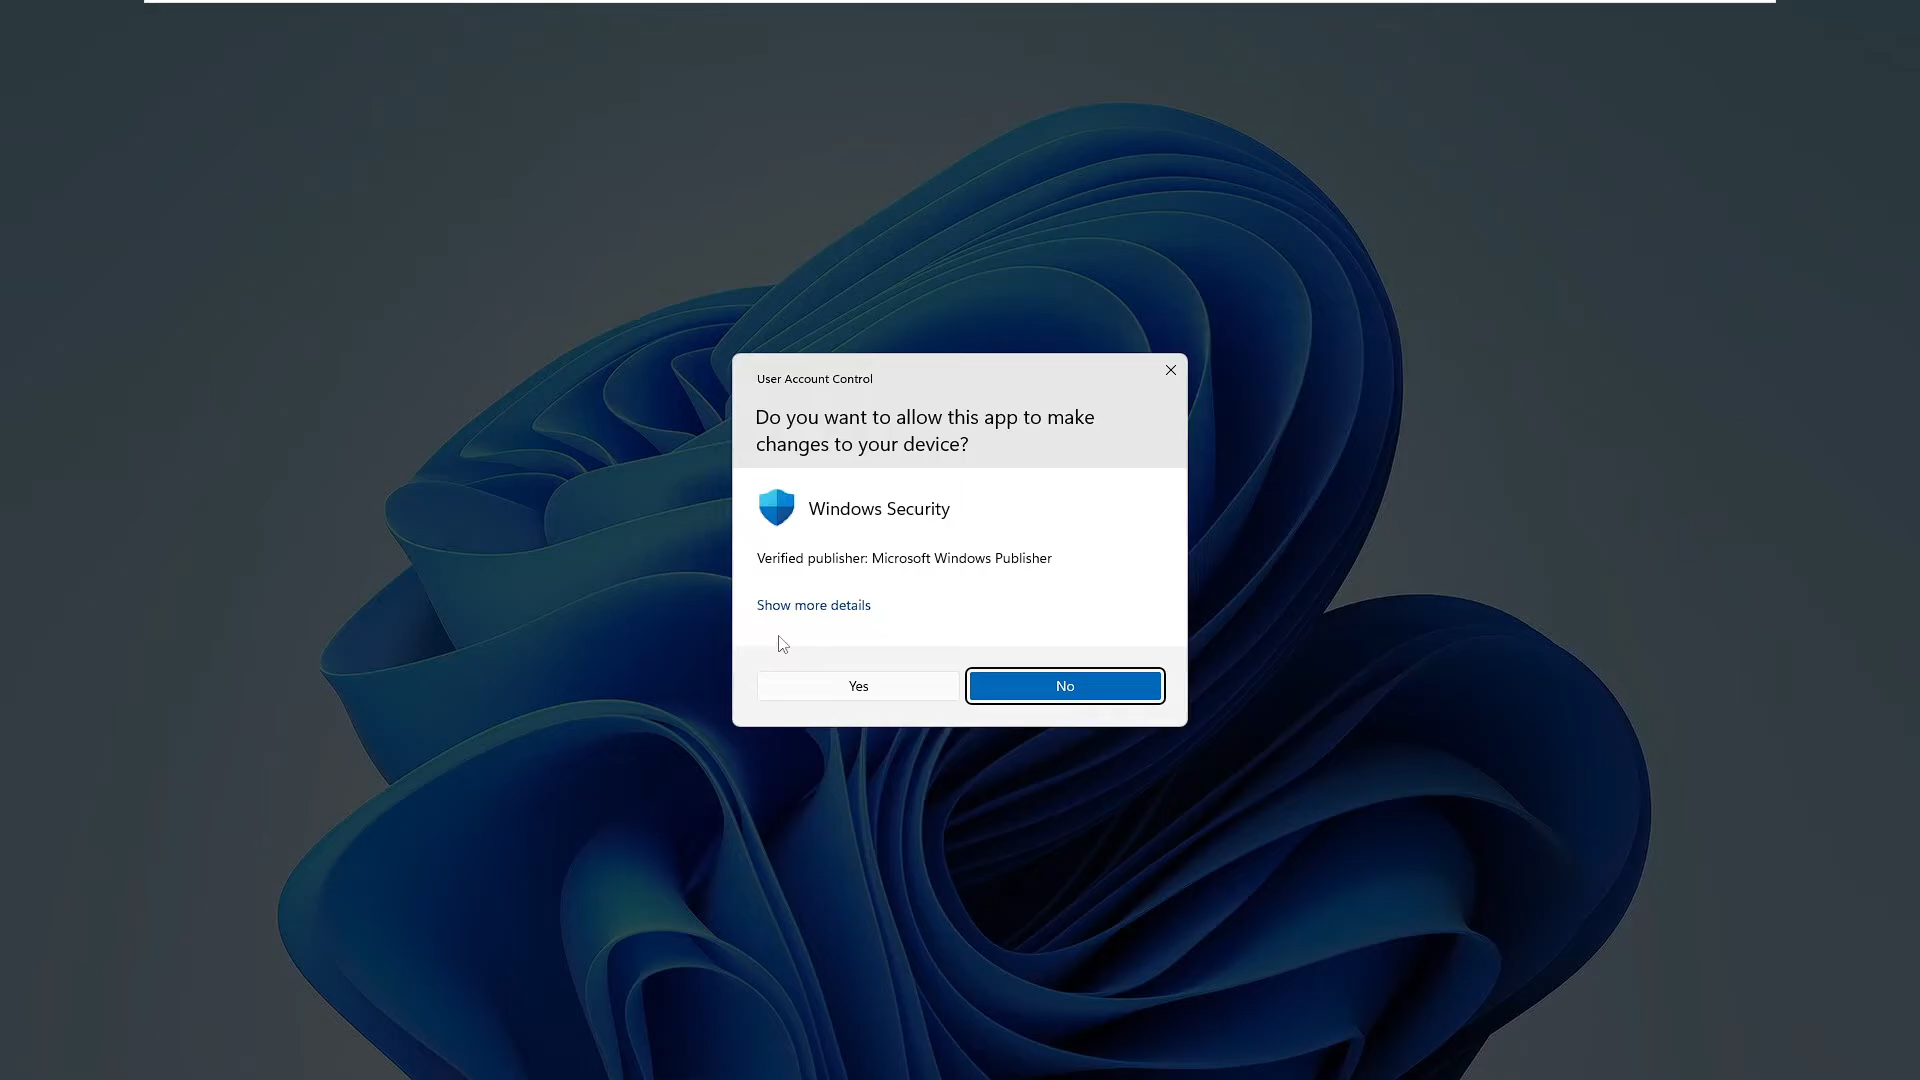 User Account Control
Do you want to allow this app to make
changes to your device?
Windows Security
Verified publisher: Microsoft Windows Publisher
Show more details
Yes
No